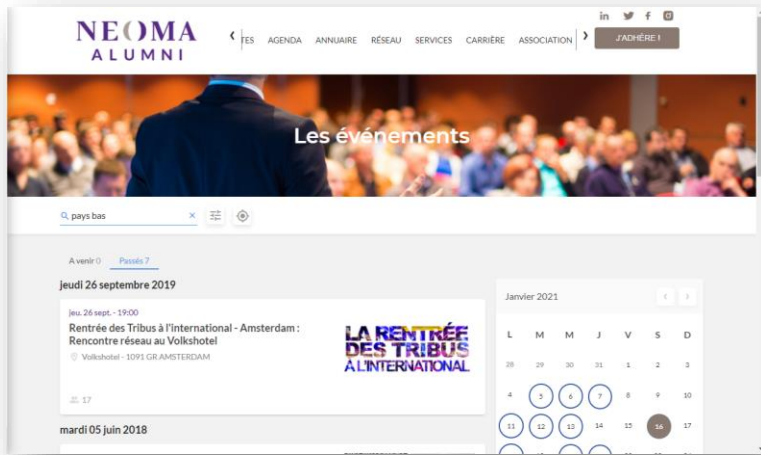 NEOMA
ALUMNI
TES AGENDA ANNUAIRE RÉSEAU SERVICES CARRIÈRE ASSOCIATION
J'ADHÈRE !
Les événements
pays bas
A venir 0 Passés 7
jeudi 26 septembre 2019
jeu. 26 sept. - 19:00
Rentrée des Tribus à l'international - Amsterdam :
Rencontre réseau au Volkshotel
Volkshotel - 1091 GR AMSTERDAM
17
LA RENTRÉE
DES TRIBUS
À L'INTERNATIONAL
mardi 05 juin 2018
Janvier 2021
L M M J V S D
28 29 30 31 1 2 3
4 5 6 7 8 9 10
11 12 13 14 15 16 17